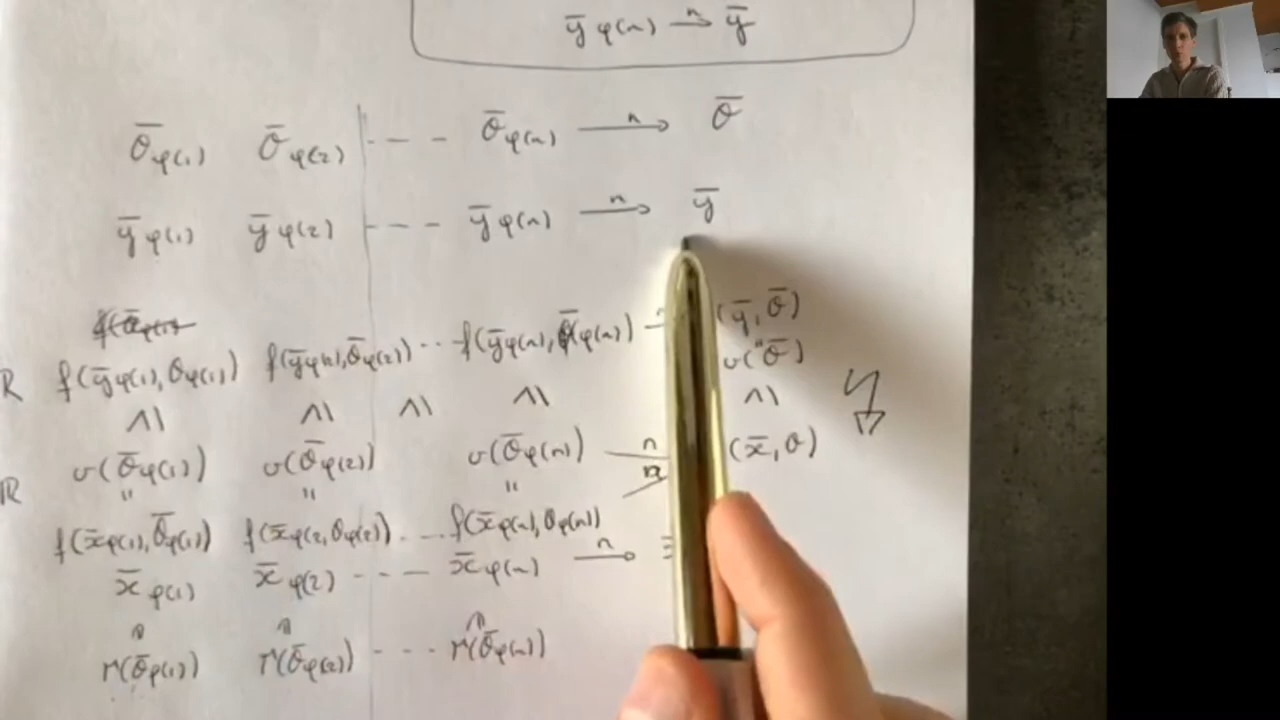 ȳφ(n) →ⁿ ȳ
θ̄φ(1) θ̄φ(2) --- θ̄φ(n) →ⁿ θ̄
ȳφ(1) ȳφ(2) --- ȳφ(n) →ⁿ ȳ
f(ȳφ(1), θφ(1)) f(ȳφ(2), θ̄φ(2)) ··· f(ȳφ(n), θ̄φ(n)) → (ȳ, θ̄)
ℝ
" v(θ̄)
∧| ∧| ∧| ∧| ∧|
v(θ̄φ(1)) v(θ̄φ(2)) v(θ̄φ(n)) →ⁿ (x̄, θ)
ℝ " " " n
f(x̄φ(1), θ̄φ(1)) f(x̄φ(2), θφ(2)) ··· f(x̄φ(n), θφ(n))
x̄φ(1) x̄φ(2) --- x̄φ(n) →ⁿ
∩ ∩ ∩
r(θ̄φ(1)) r(θ̄φ(2)) --- r(θ̄φ(n))